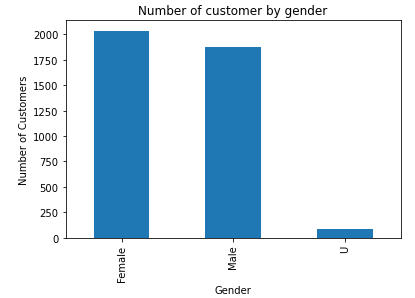 Number of customer by gender
Number of Customers
2000
1750
1500
1250
1000
750
500
250
0
Female
Male
U
Gender